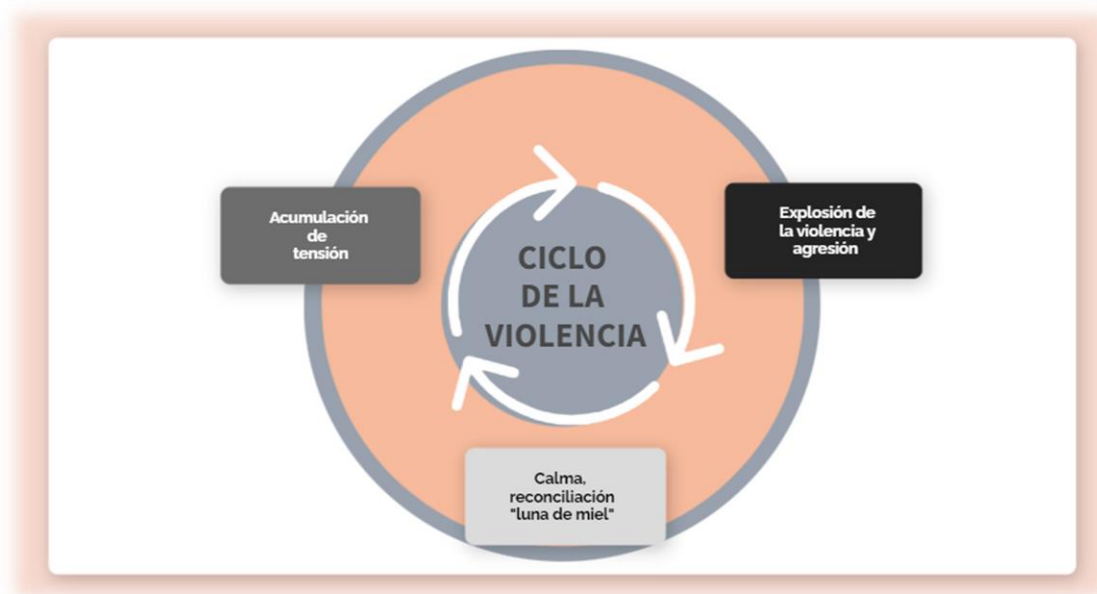 CICLO
DE LA
VIOLENCIA
Acumulación
de
tensión
Explosión de
la violencia y
agresión
Calma,
reconciliación
"luna de miel"